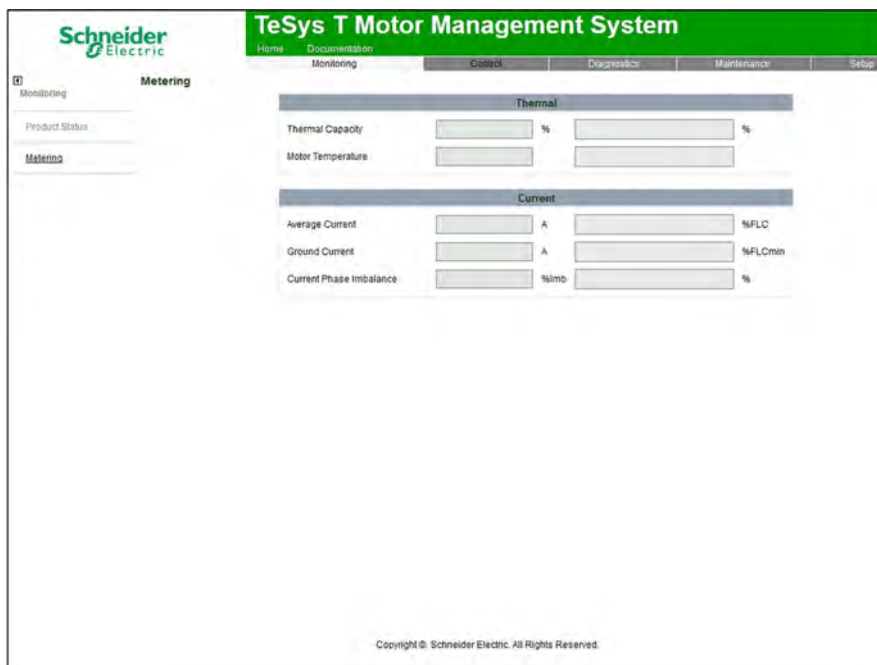 Schneider
Electric
TeSys T Motor Management System
Home Documentation
Monitoring Control Diagnostics Maintenance Setup
Metering
Monitoring
Product Status
Metering
Thermal
Thermal Capacity % %
Motor Temperature
Current
Average Current A %FLC
Ground Current A %FLCmin
Current Phase Imbalance %Imb %
Copyright ©. Schneider Electric. All Rights Reserved.